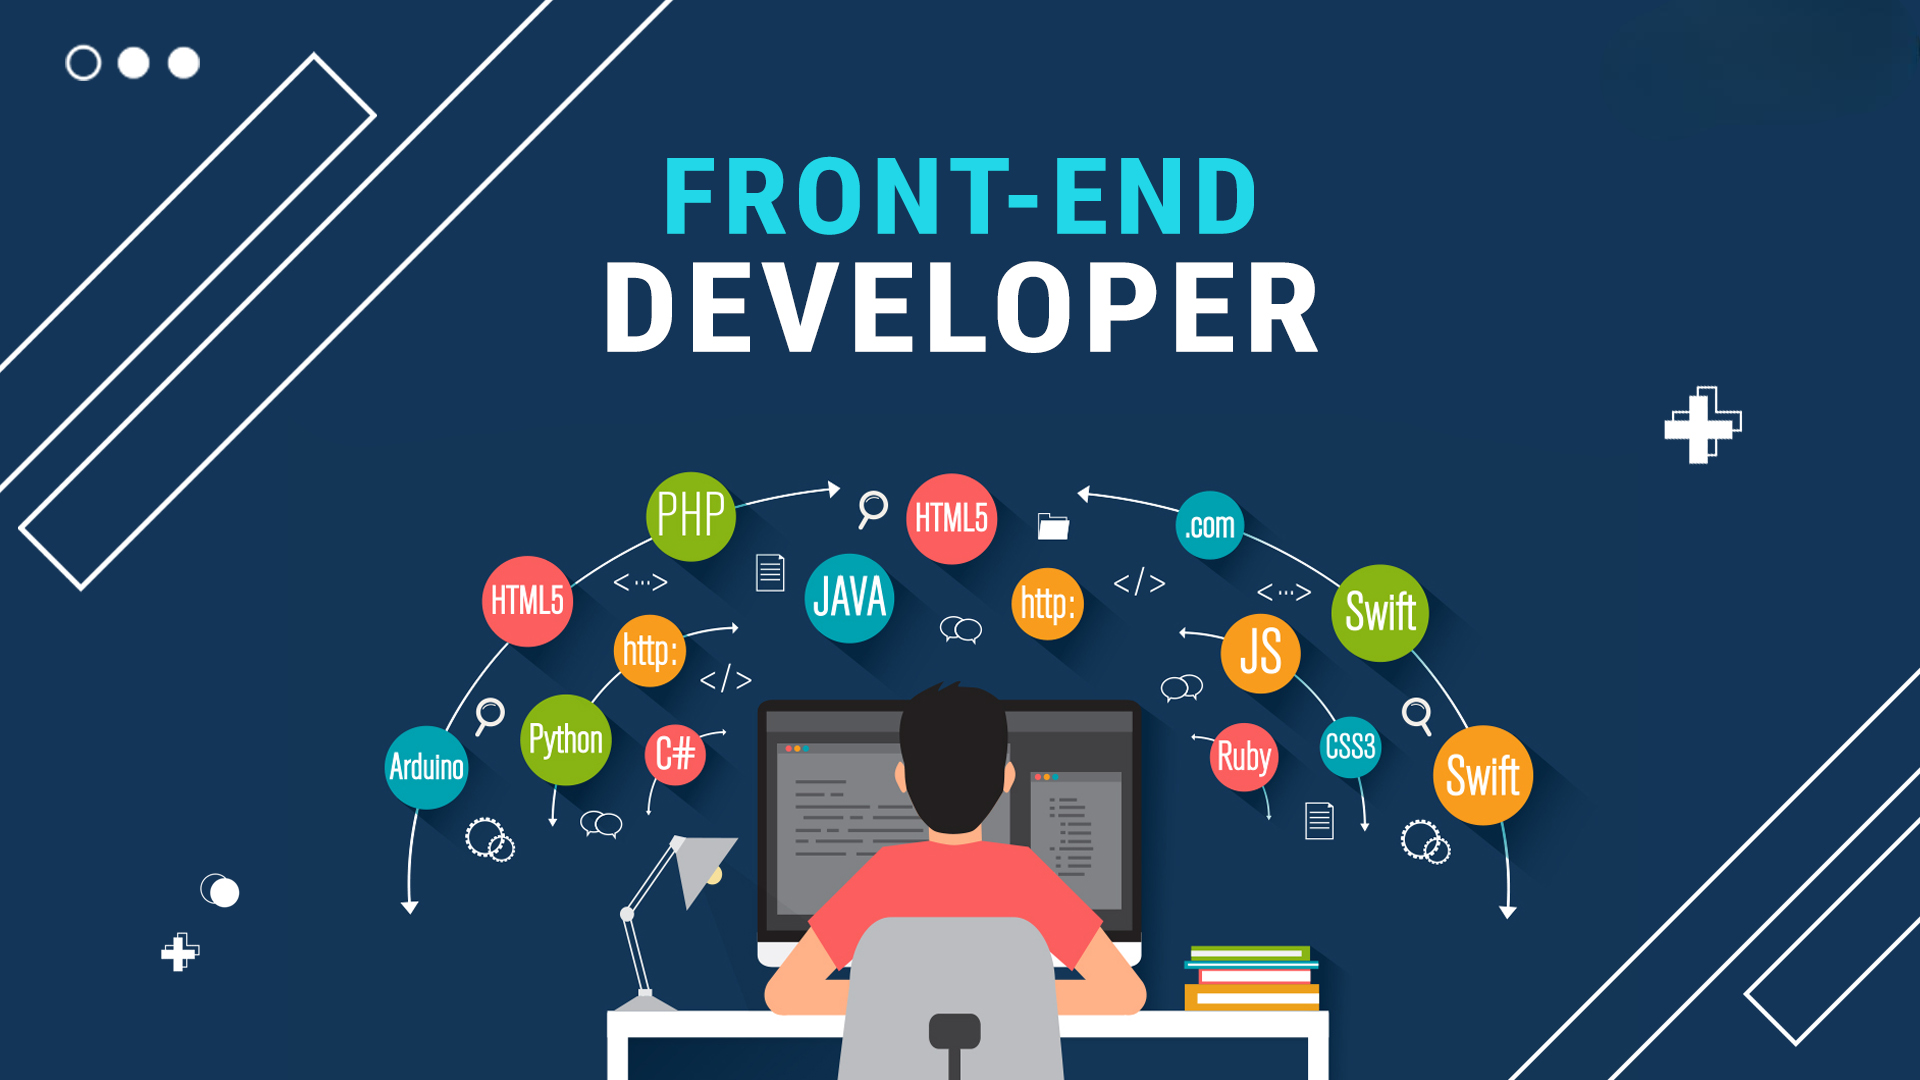 FRONT-END
DEVELOPER
PHP
HTML5
.com
HTML5
JAVA
http:
Swift
http:
JS
Arduino
Python
C#
Ruby
CSS3
Swift
<...>
</>
<...>
</>